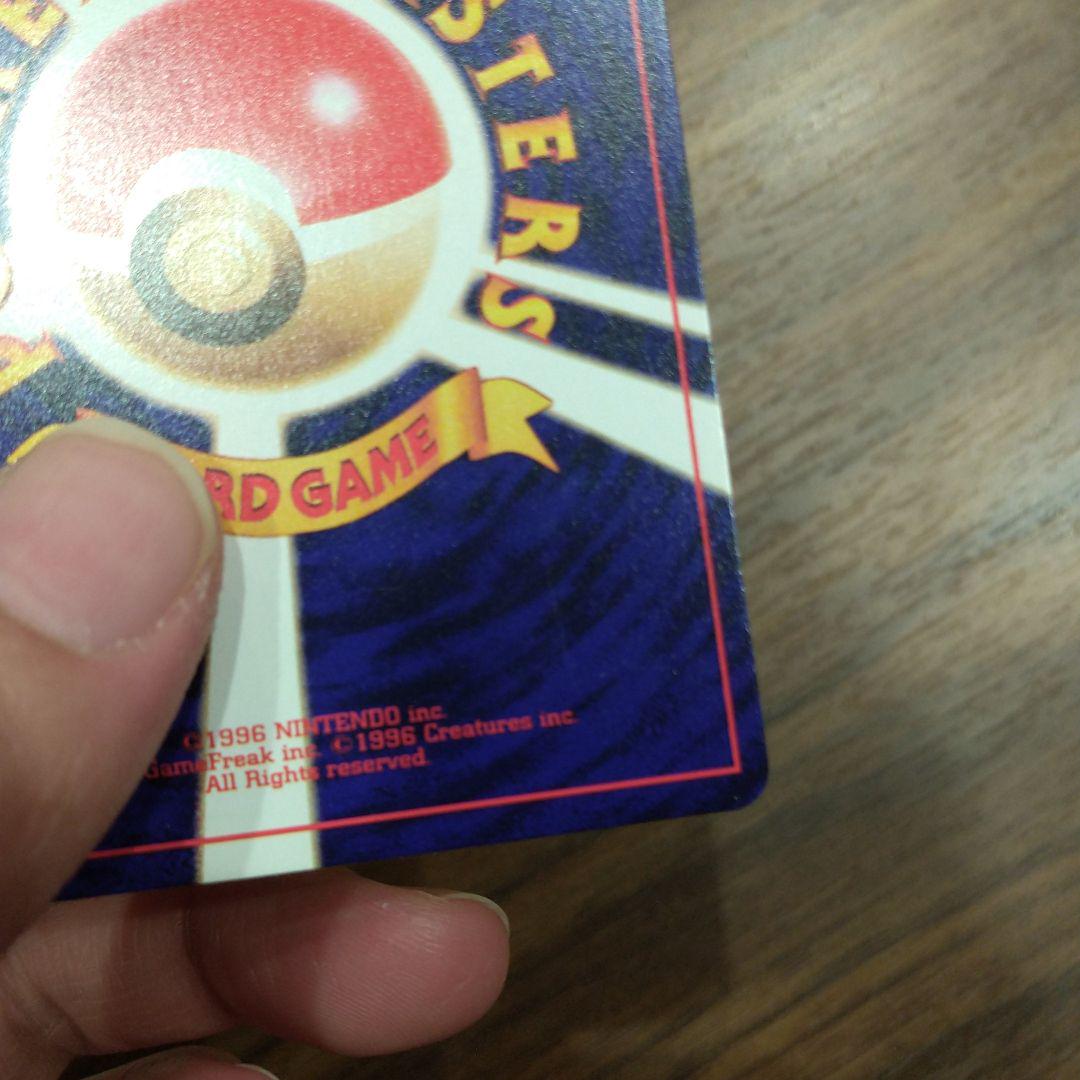 STERS
RD GAME
©1996 NINTENDO inc.
GameFreak inc. ©1996 Creatures inc.
All Rights reserved.